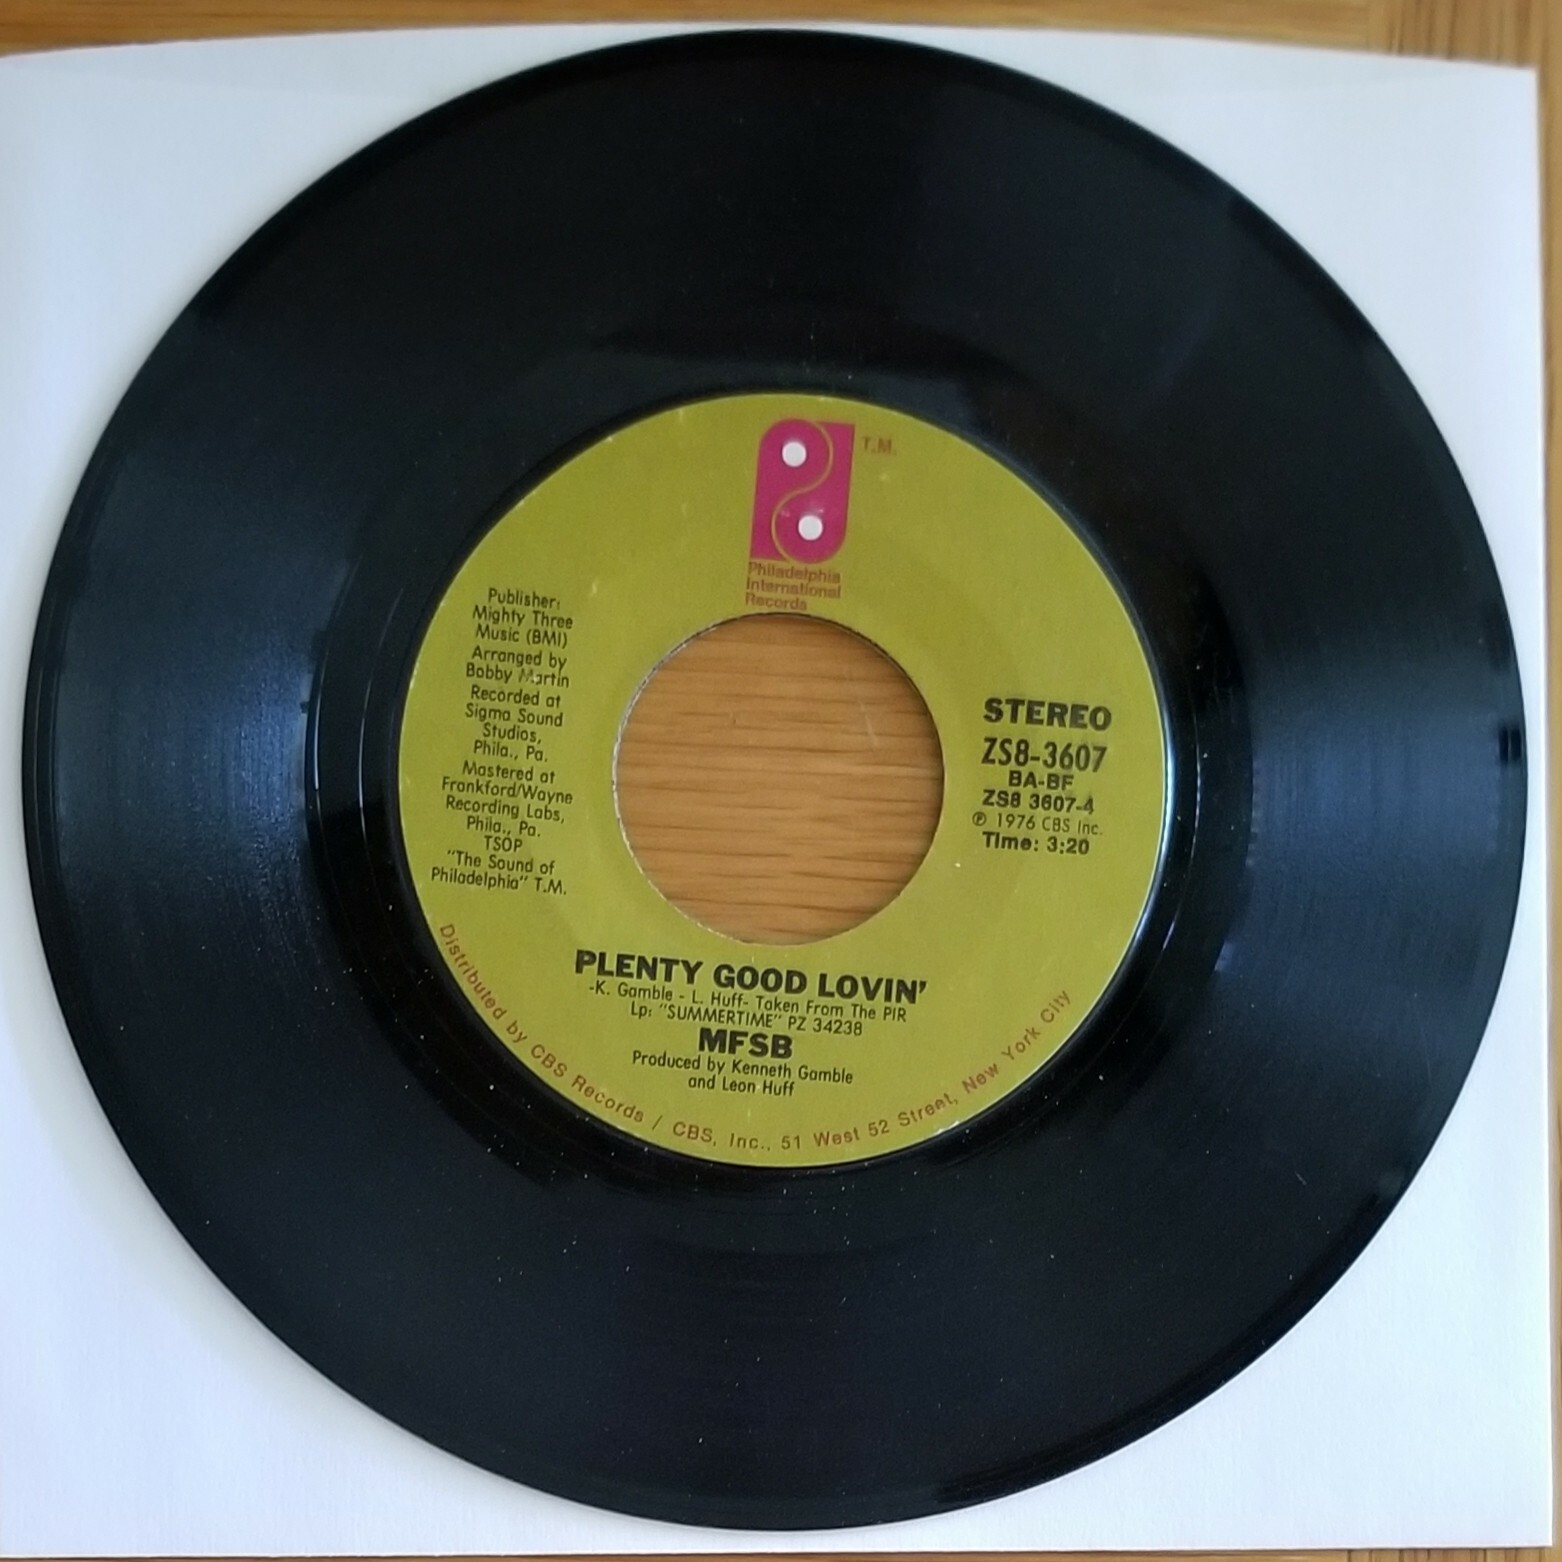 T.M.
Philadelphia
International
Records
Publisher:
Mighty Three
Music (BMI)
Arranged by
Bobby Martin
Recorded at
Sigma Sound
Studios,
Phila., Pa.
Mastered at
Frankford/Wayne
Recording Labs,
Phila., Pa.
TSOP
"The Sound of
Philadelphia" T.M.
STEREO
ZS8-3607
BA-BF
ZS8 3607-4
℗ 1976 CBS Inc.
Time: 3:20
PLENTY GOOD LOVIN'
-K. Gamble - L. Huff- Taken From The PIR
Lp: "SUMMERTIME" PZ 34238
MFSB
Produced by Kenneth Gamble
and Leon Huff
Distributed by CBS Records / CBS, Inc., 51 West 52 Street, New York City